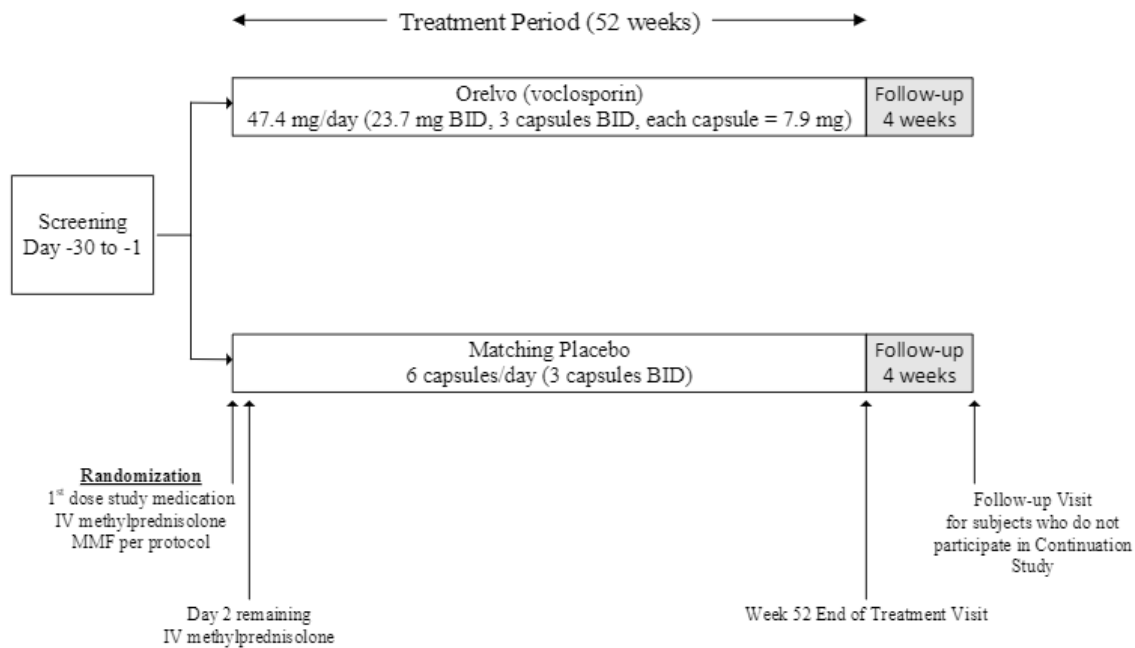 Treatment Period (52 weeks)
Orelvo (voclosporin)
47.4 mg/day (23.7 mg BID, 3 capsules BID, each capsule = 7.9 mg)
Follow-up
4 weeks
Screening
Day -30 to -1
Matching Placebo
6 capsules/day (3 capsules BID)
Follow-up
4 weeks
Randomization
1st dose study medication
IV methylprednisolone
MMF per protocol
Day 2 remaining
IV methylprednisolone
Week 52 End of Treatment Visit
Follow-up Visit
for subjects who do not
participate in Continuation
Study